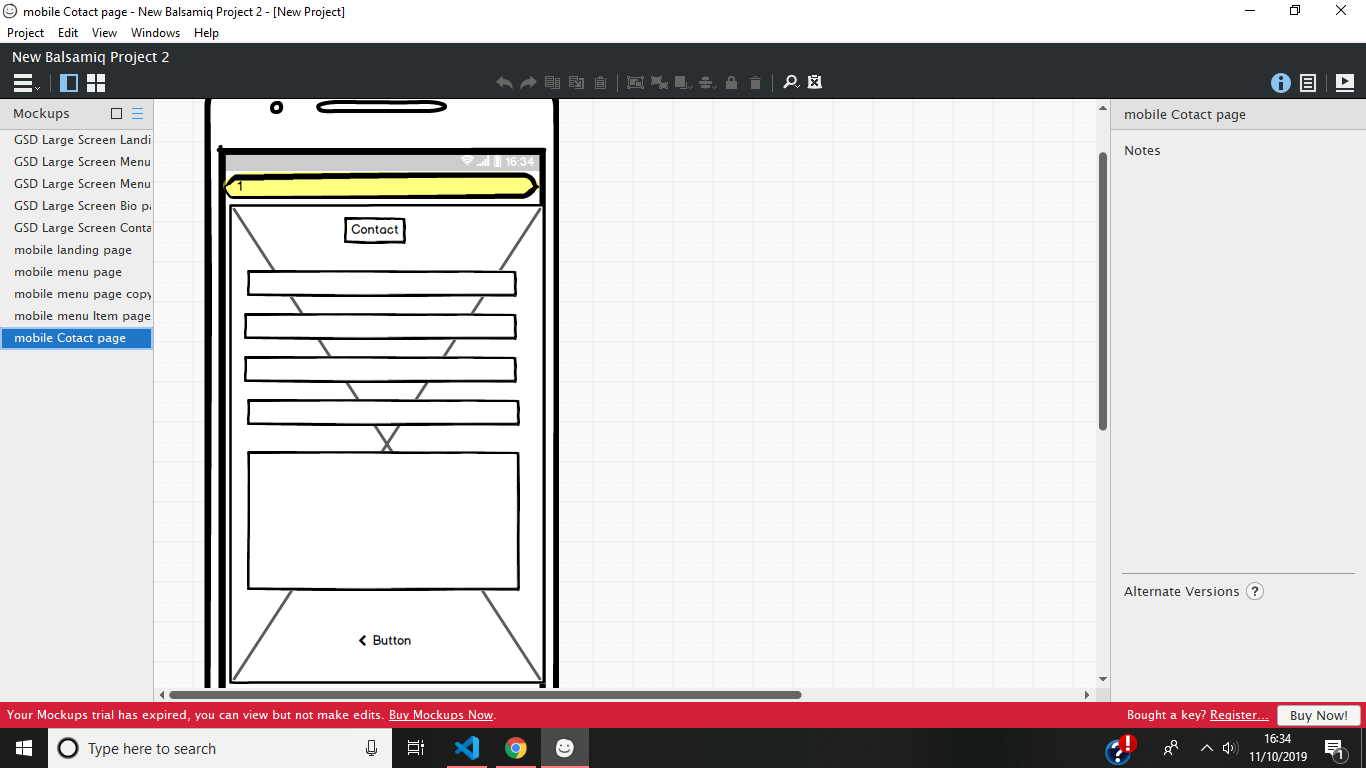 mobile Cotact page - New Balsamiq Project 2 - [New Project]
Project Edit View Windows Help
New Balsamiq Project 2
Mockups
GSD Large Screen Landi
GSD Large Screen Menu
GSD Large Screen Menu
GSD Large Screen Bio pa
GSD Large Screen Conta
mobile landing page
mobile menu page
mobile menu page copy
mobile menu Item page
mobile Cotact page
16:34
1
Contact
Button
mobile Cotact page
Notes
Alternate Versions ?
Your Mockups trial has expired, you can view but not make edits. Buy Mockups Now.
Bought a key? Register... Buy Now!
Type here to search
16:34
11/10/2019
1